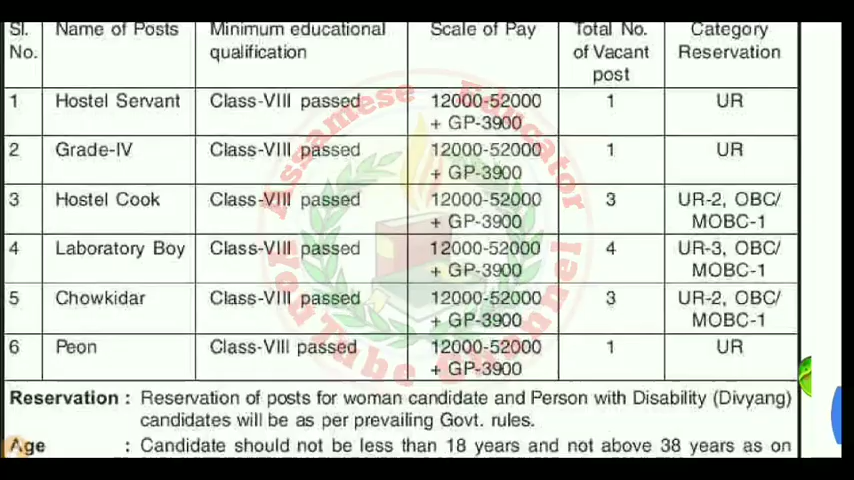 Sl. No. Name of Posts Minimum educational qualification Scale of Pay Total No. of Vacant post Category Reservation
1 Hostel Servant Class-VIII passed 12000-52000 + GP-3900 1 UR
2 Grade-IV Class-VIII passed 12000-52000 + GP-3900 1 UR
3 Hostel Cook Class-VIII passed 12000-52000 + GP-3900 3 UR-2, OBC/ MOBC-1
4 Laboratory Boy Class-VIII passed 12000-52000 + GP-3900 4 UR-3, OBC/ MOBC-1
5 Chowkidar Class-VIII passed 12000-52000 + GP-3900 3 UR-2, OBC/ MOBC-1
6 Peon Class-VIII passed 12000-52000 + GP-3900 1 UR
Reservation : Reservation of posts for woman candidate and Person with Disability (Divyang)
candidates will be as per prevailing Govt. rules.
Age : Candidate should not be less than 18 years and not above 38 years as on
Assamese Educator
YouTube Channel